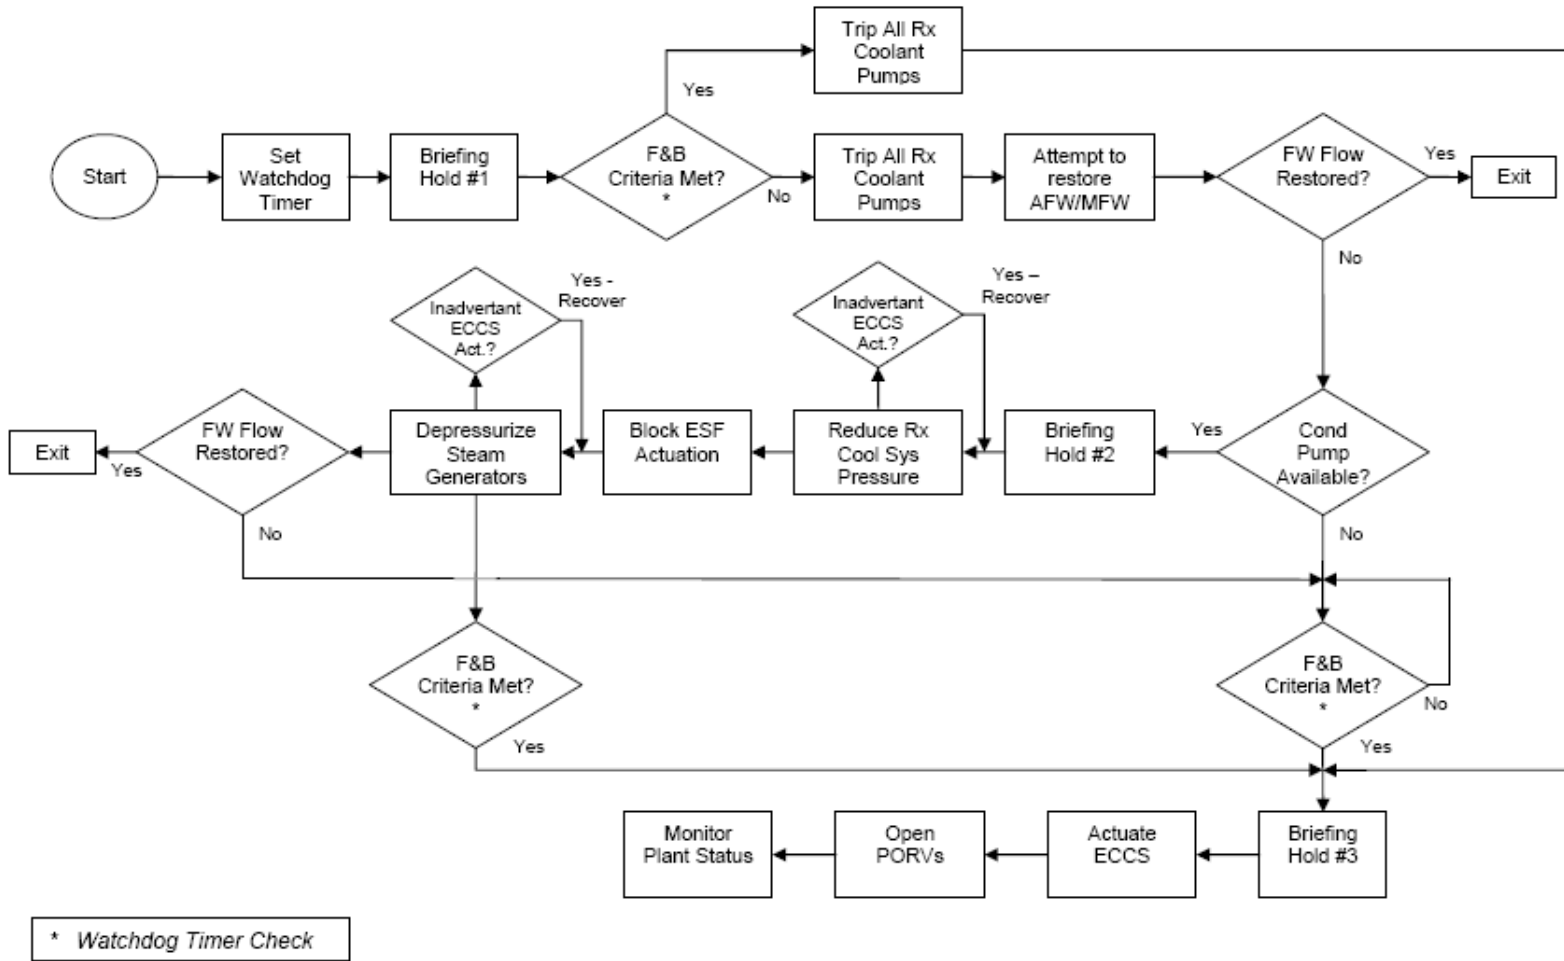 Trip All Rx
Coolant
Pumps
Yes
Start
Set
Watchdog
Timer
Briefing
Hold #1
F&B
Criteria Met?
*
No
Trip All Rx
Coolant
Pumps
Attempt to
restore
AFW/MFW
FW Flow
Restored?
Yes
Exit
No
Inadvertant
ECCS
Act.?
Yes -
Recover
Inadvertant
ECCS
Act.?
Yes –
Recover
Exit
Yes
FW Flow
Restored?
No
Depressurize
Steam
Generators
Block ESF
Actuation
Reduce Rx
Cool Sys
Pressure
Briefing
Hold #2
Yes
Cond
Pump
Available?
No
F&B
Criteria Met?
*
Yes
F&B
Criteria Met?
*
No
Yes
Monitor
Plant Status
Open
PORVs
Actuate
ECCS
Briefing
Hold #3
* Watchdog Timer Check